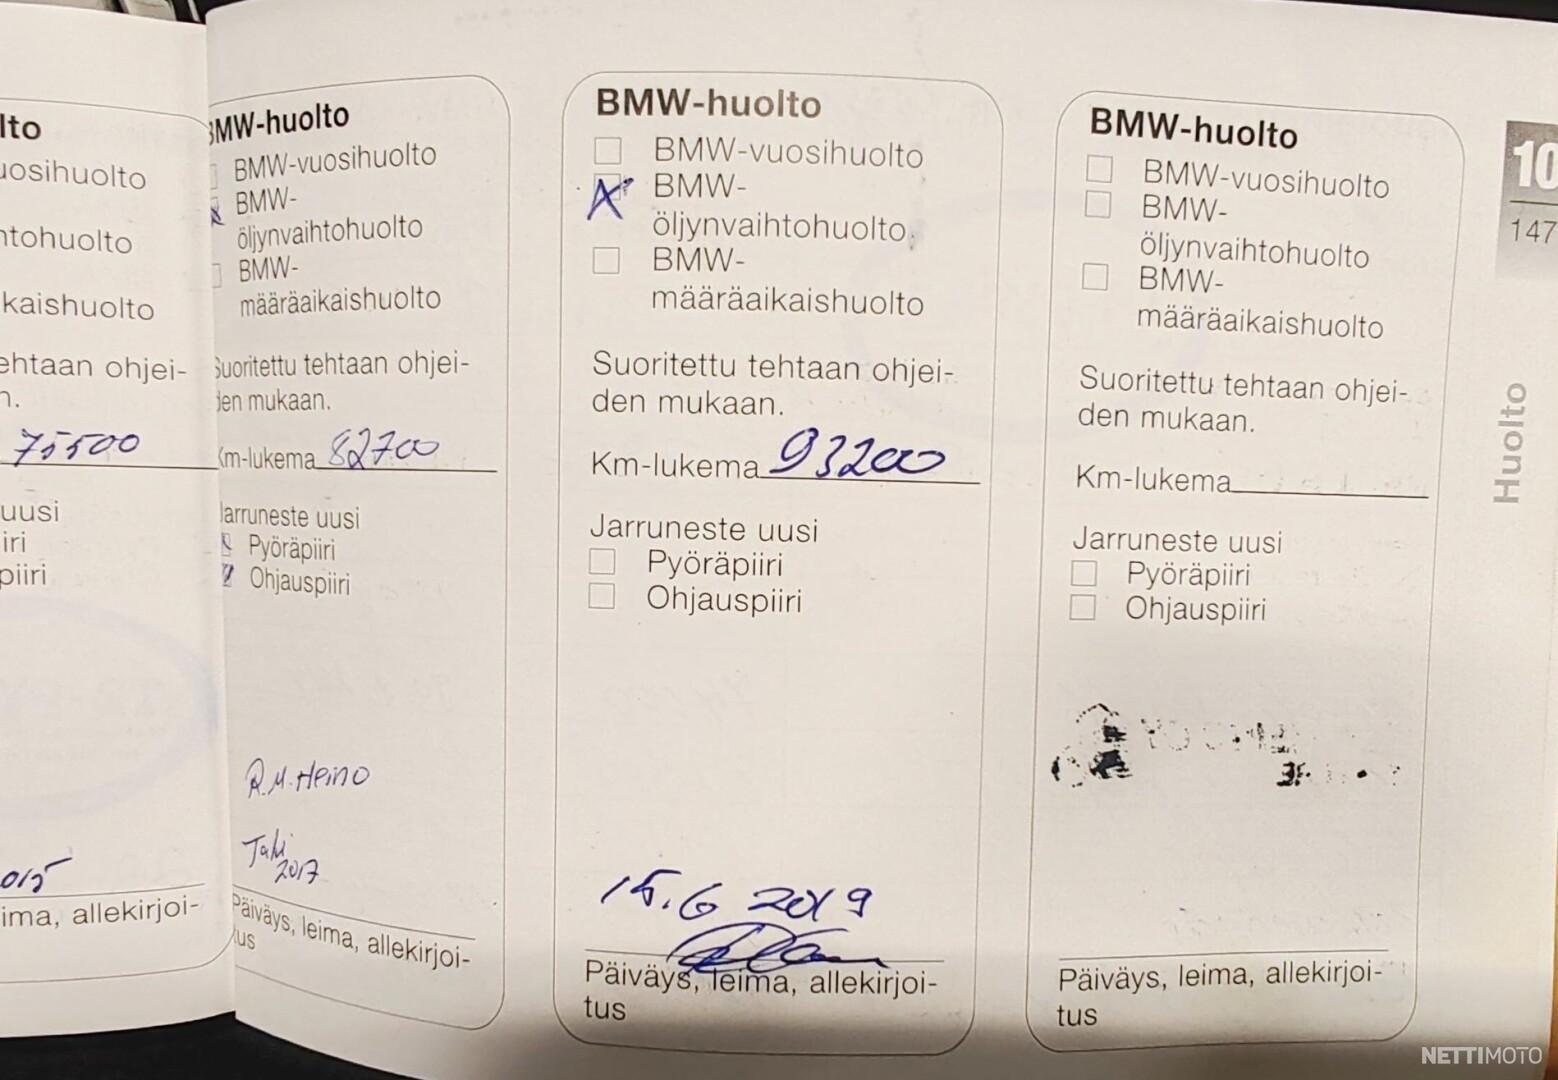 lto
uosihuolto
ntohuolto
kaishuolto
ehtaan ohjei-
n.
75500
uusi
iri
piiri
015
ima, allekirjoi-
BMW-huolto
BMW-vuosihuolto
X BMW-
öljynvaihtohuolto
BMW-
määräaikaishuolto
Suoritettu tehtaan ohjei-
den mukaan.
Km-lukema 82700
Jarruneste uusi
Pyöräpiiri
Ohjauspiiri
R.M. Heino
2017
Päiväys, leima, allekirjoi-
tus
BMW-huolto
BMW-vuosihuolto
X BMW-
öljynvaihtohuolto
BMW-
määräaikaishuolto
Suoritettu tehtaan ohjei-
den mukaan.
Km-lukema 93200
Jarruneste uusi
Pyöräpiiri
Ohjauspiiri
15.6 2019
Päiväys, leima, allekirjoi-
tus
BMW-huolto
BMW-vuosihuolto
BMW-
öljynvaihtohuolto
BMW-
määräaikaishuolto
Suoritettu tehtaan ohjei-
den mukaan.
Km-lukema
Jarruneste uusi
Pyöräpiiri
Ohjauspiiri
Päiväys, leima, allekirjoi-
tus
10
147
Huolto
NETTIMOTO